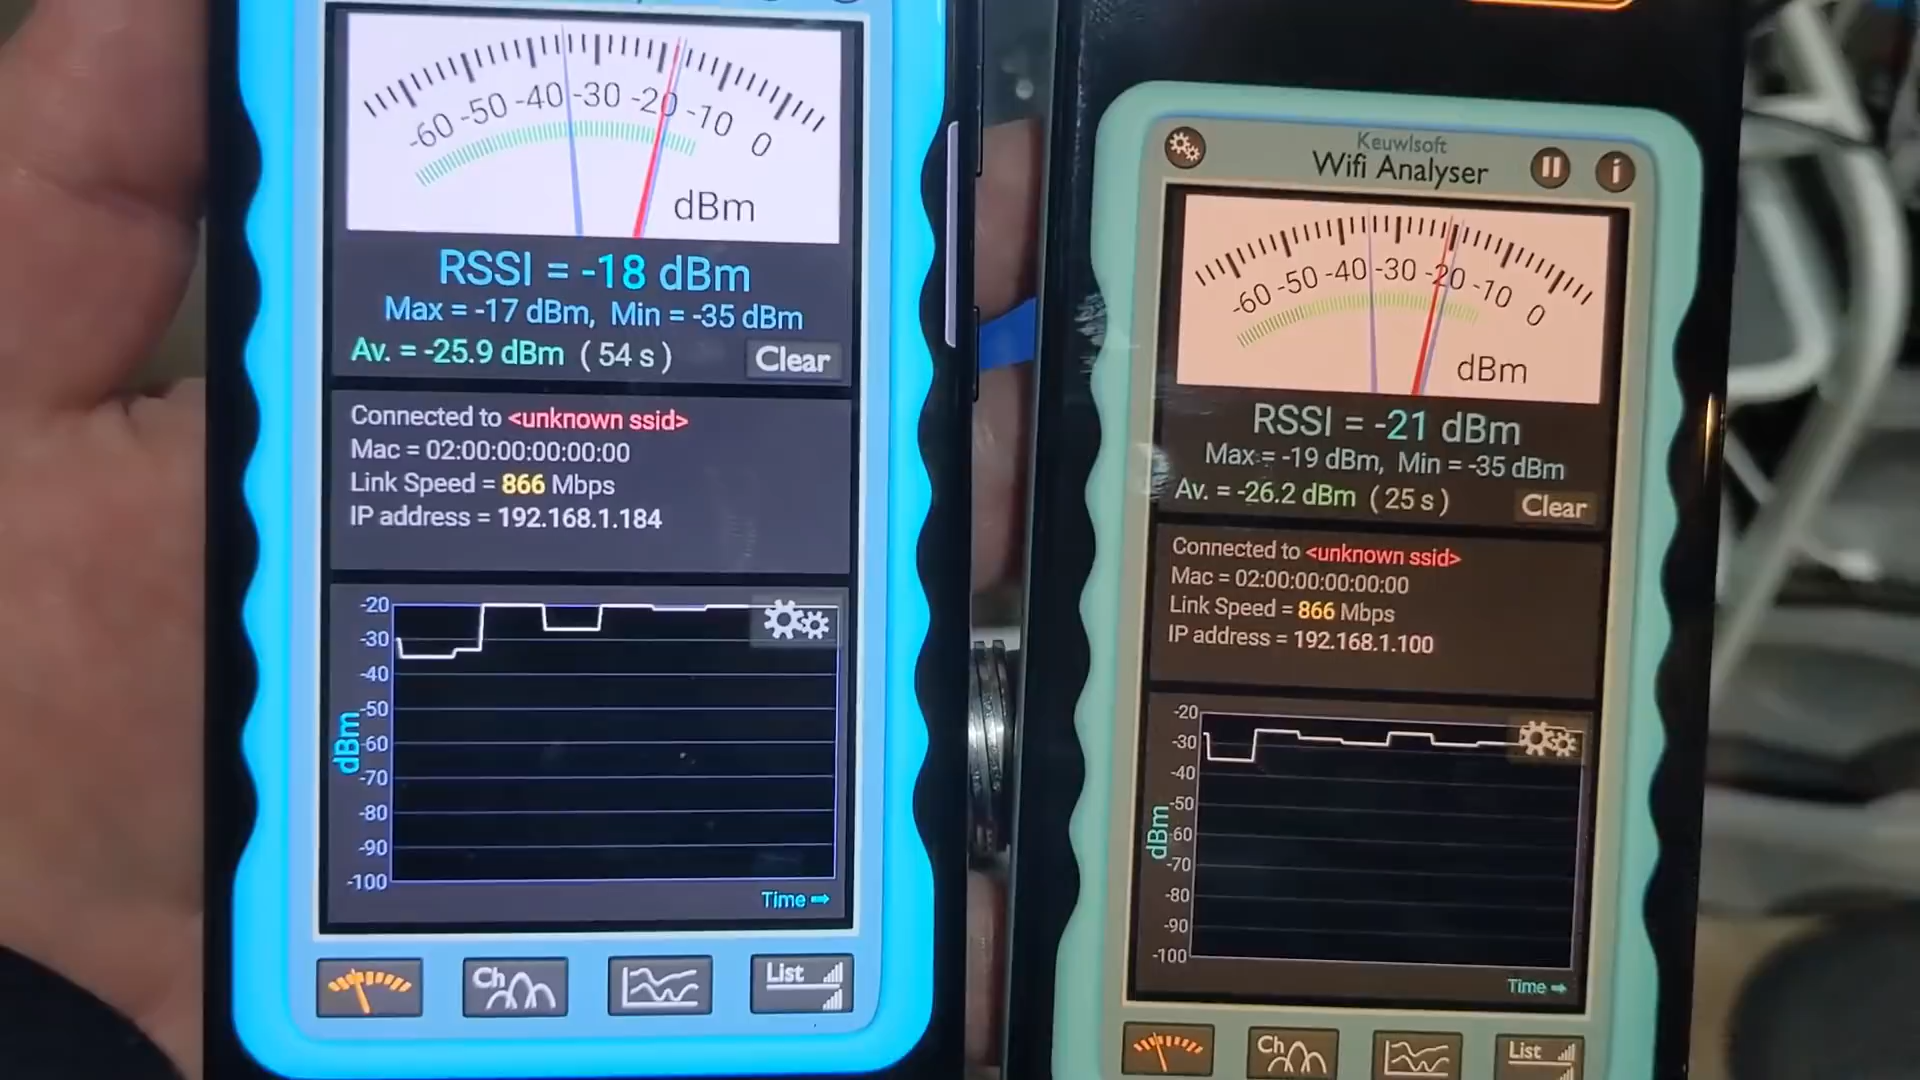 -60 -50 -40 -30 -20 -10 0
dBm
RSSI = -18 dBm
Max = -17 dBm, Min = -35 dBm
Av. = -25.9 dBm ( 54 s )
Clear
Connected to <unknown ssid>
Mac = 02:00:00:00:00:00
Link Speed = 866 Mbps
IP address = 192.168.1.184
-20
-30
-40
-50
-60
-70
-80
-90
-100
dBm
Time
Ch
List
Keuwlsoft
Wifi Analyser
i
-60 -50 -40 -30 -20 -10 0
dBm
RSSI = -21 dBm
Max = -19 dBm, Min = -35 dBm
Av. = -26.2 dBm ( 25 s )
Clear
Connected to <unknown ssid>
Mac = 02:00:00:00:00:00
Link Speed = 866 Mbps
IP address = 192.168.1.100
-20
-30
-40
-50
-60
-70
-80
-90
-100
dBm
Time
Ch
List